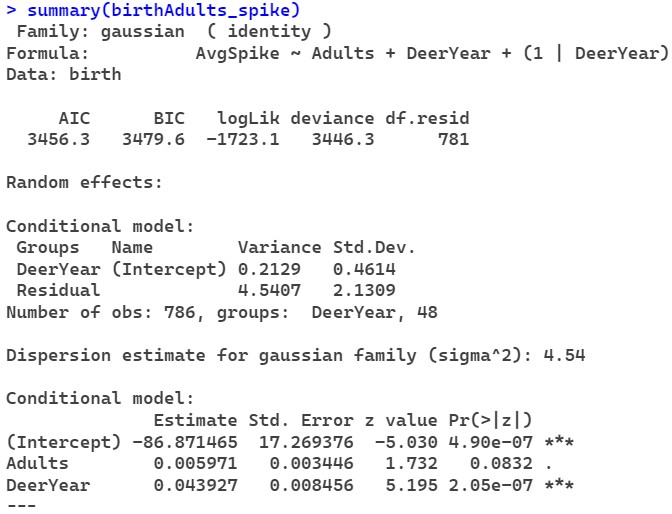 > summary(birthAdults_spike)
 Family: gaussian  ( identity )
Formula:          AvgSpike ~ Adults + DeerYear + (1 | DeerYear)
Data: birth

     AIC      BIC   logLik deviance df.resid
  3456.3   3479.6  -1723.1   3446.3      781

Random effects:

Conditional model:
 Groups   Name        Variance Std.Dev.
 DeerYear (Intercept) 0.2129   0.4614
 Residual             4.5407   2.1309
Number of obs: 786, groups:  DeerYear, 48

Dispersion estimate for gaussian family (sigma^2): 4.54

Conditional model:
              Estimate Std. Error z value Pr(>|z|)
(Intercept) -86.871465  17.269376  -5.030 4.90e-07 ***
Adults        0.005971   0.003446   1.732   0.0832 .
DeerYear      0.043927   0.008456   5.195 2.05e-07 ***
---